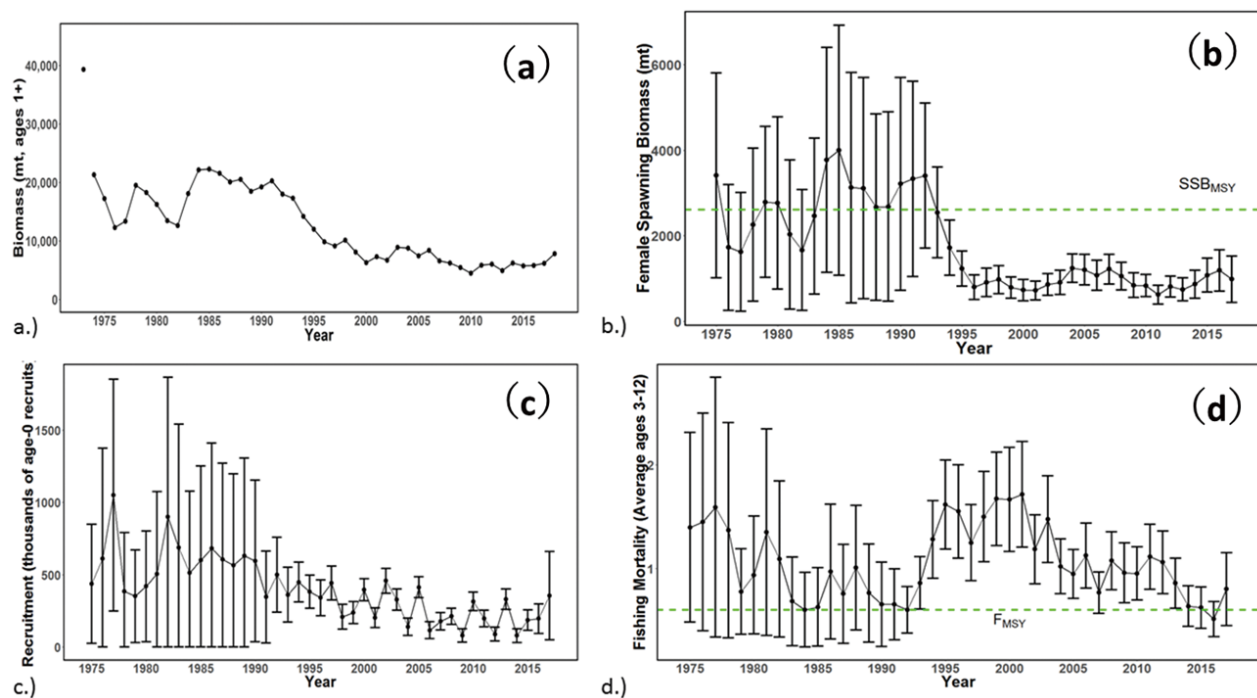 (a)
Biomass (mt, ages 1+)
40,000
30,000
20,000
10,000
0
1975 1980 1985 1990 1995 2000 2005 2010 2015
Year
a.)
(b)
Female Spawning Biomass (mt)
6000
4000
2000
0
SSBMSY
1975 1980 1985 1990 1995 2000 2005 2010 2015
Year
b.)
(c)
Recruitment (thousands of age-0 recruits
1500
1000
500
0
1975 1980 1985 1990 1995 2000 2005 2010 2015
Year
c.)
(d)
Fishing Mortality (Average ages 3-12)
2
1
FMSY
1975 1980 1985 1990 1995 2000 2005 2010 2015
Year
d.)